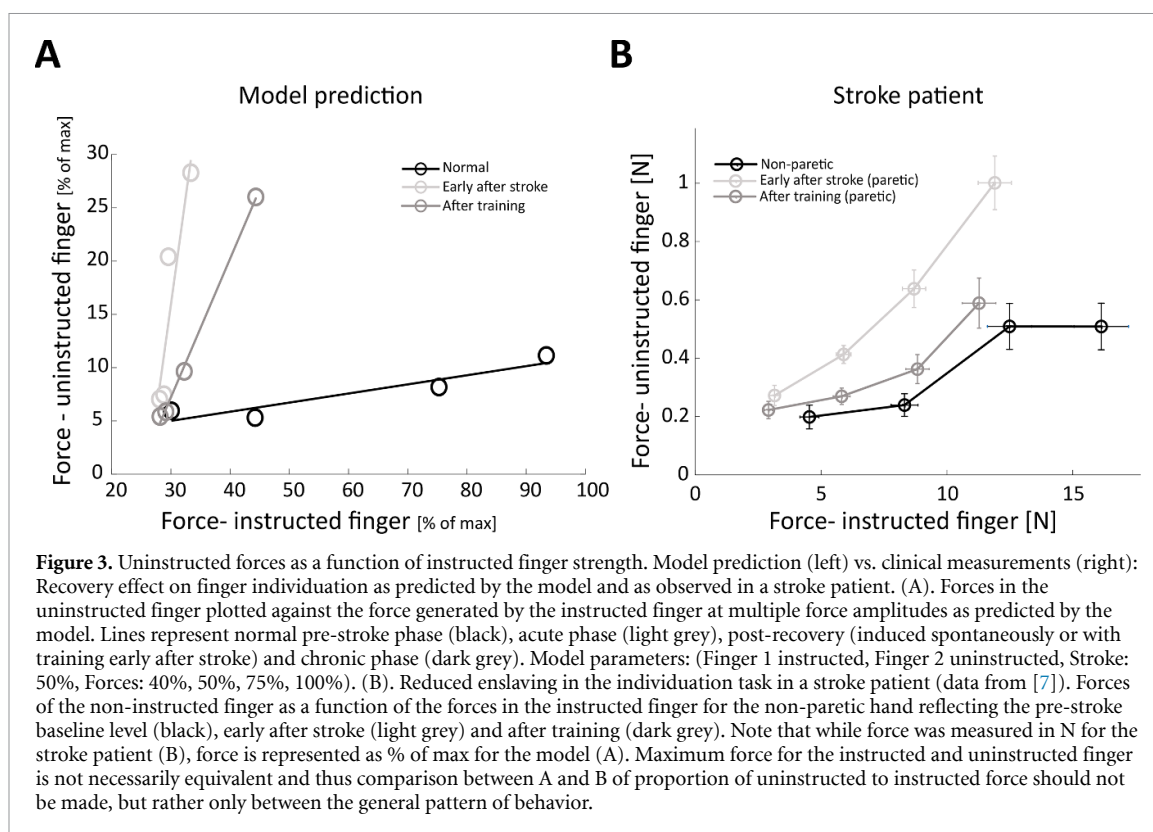 A
B
Model prediction
Stroke patient
Force- uninstructed finger [% of max]
30
25
20
15
10
5
0
20 30 40 50 60 70 80 90 100
Force- instructed finger [% of max]
Normal
Early after stroke
After training
Force- uninstructed finger [N]
1
0.8
0.6
0.4
0.2
0
0 5 10 15
Force- instructed finger [N]
Non-paretic
Early after stroke (paretic)
After training (paretic)
Figure 3. Uninstructed forces as a function of instructed finger strength. Model prediction (left) vs. clinical measurements (right):
Recovery effect on finger individuation as predicted by the model and as observed in a stroke patient. (A). Forces in the
uninstructed finger plotted against the force generated by the instructed finger at multiple force amplitudes as predicted by the
model. Lines represent normal pre-stroke phase (black), acute phase (light grey), post-recovery (induced spontaneously or with
training early after stroke) and chronic phase (dark grey). Model parameters: (Finger 1 instructed, Finger 2 uninstructed, Stroke:
50%, Forces: 40%, 50%, 75%, 100%). (B). Reduced enslaving in the individuation task in a stroke patient (data from [7]). Forces
of the non-instructed finger as a function of the forces in the instructed finger for the non-paretic hand reflecting the pre-stroke
baseline level (black), early after stroke (light grey) and after training (dark grey). Note that while force was measured in N for the
stroke patient (B), force is represented as % of max for the model (A). Maximum force for the instructed and uninstructed finger
is not necessarily equivalent and thus comparison between A and B of proportion of uninstructed to instructed force should not
be made, but rather only between the general pattern of behavior.